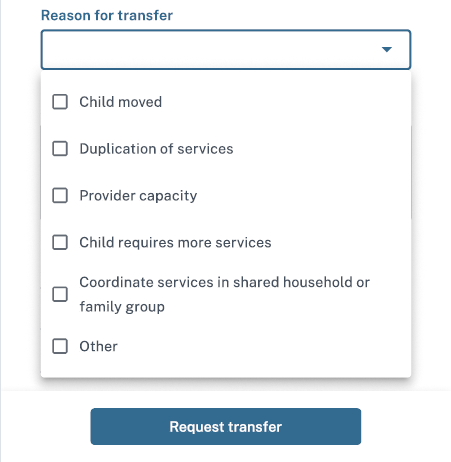 Reason for transfer
Child moved
Duplication of services
Provider capacity
Child requires more services
Coordinate services in shared household or
family group
Other
Request transfer